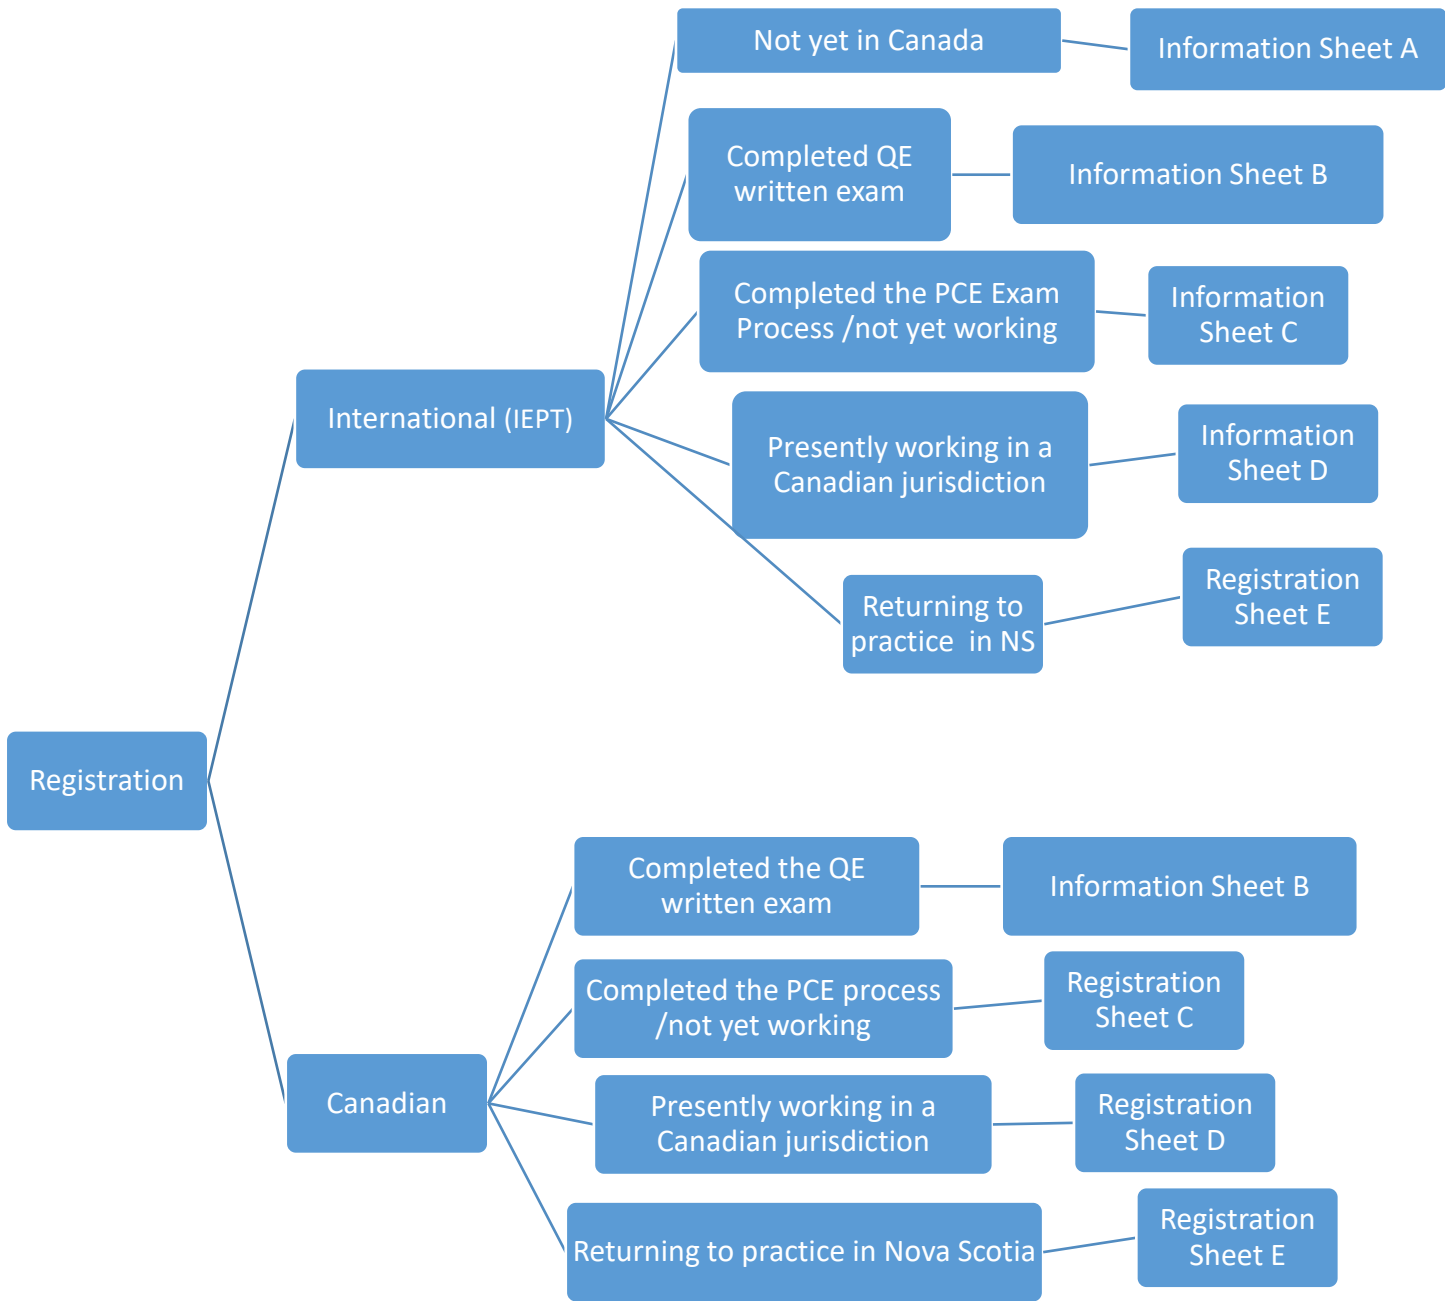 Not yet in Canada
Information Sheet A
Completed QE
written exam
Information Sheet B
Completed the PCE Exam
Process /not yet working
Information
Sheet C
International (IEPT)
Presently working in a
Canadian jurisdiction
Information
Sheet D
Returning to
practice  in NS
Registration
Sheet E
Registration
Completed the QE
written exam
Information Sheet B
Completed the PCE process
/not yet working
Registration
Sheet C
Canadian
Presently working in a
Canadian jurisdiction
Registration
Sheet D
Returning to practice in Nova Scotia
Registration
Sheet E